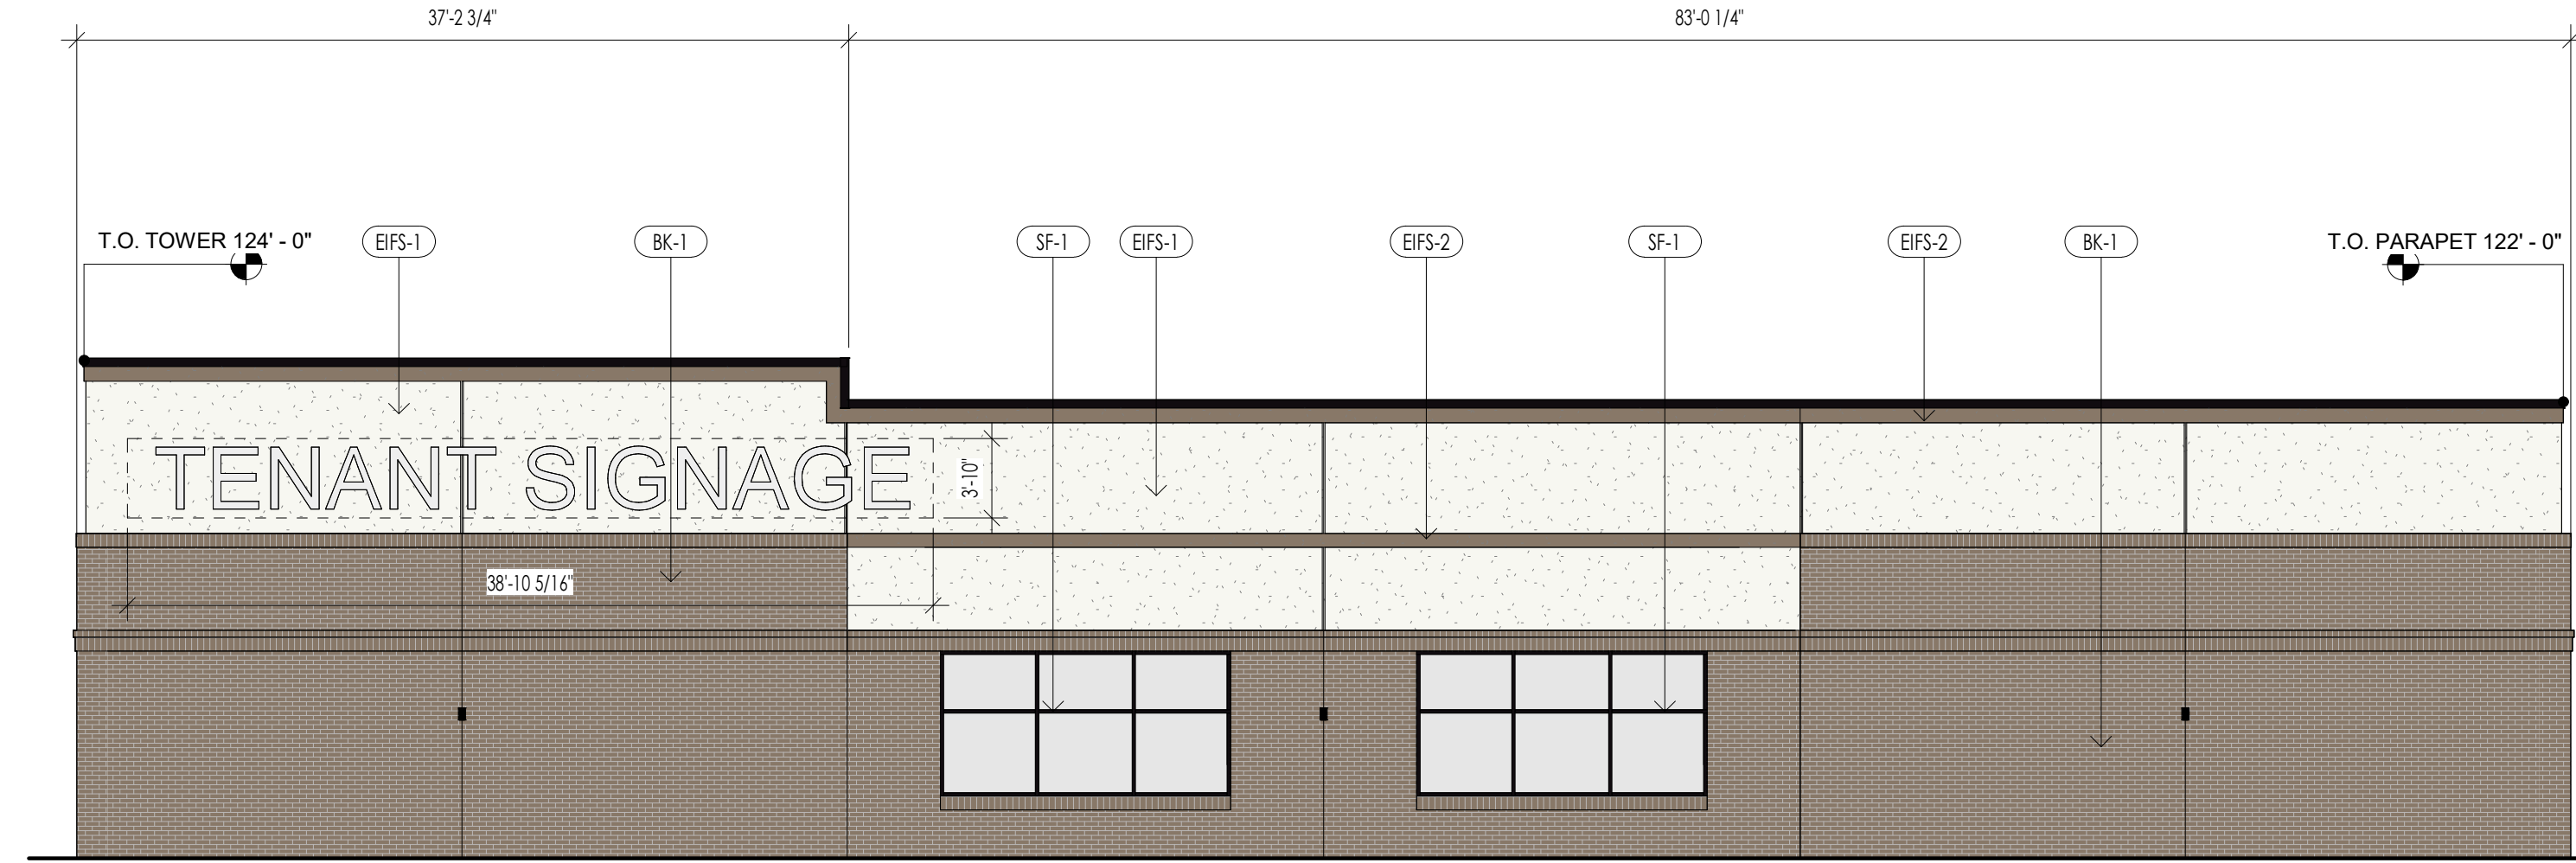 37'-2 3/4"
83'-0 1/4"
T.O. TOWER 124' - 0"
EIFS-1
BK-1
SF-1
EIFS-1
EIFS-2
SF-1
EIFS-2
BK-1
T.O. PARAPET 122' - 0"
TENANT SIGNAGE
3'-10"
38'-10 5/16"